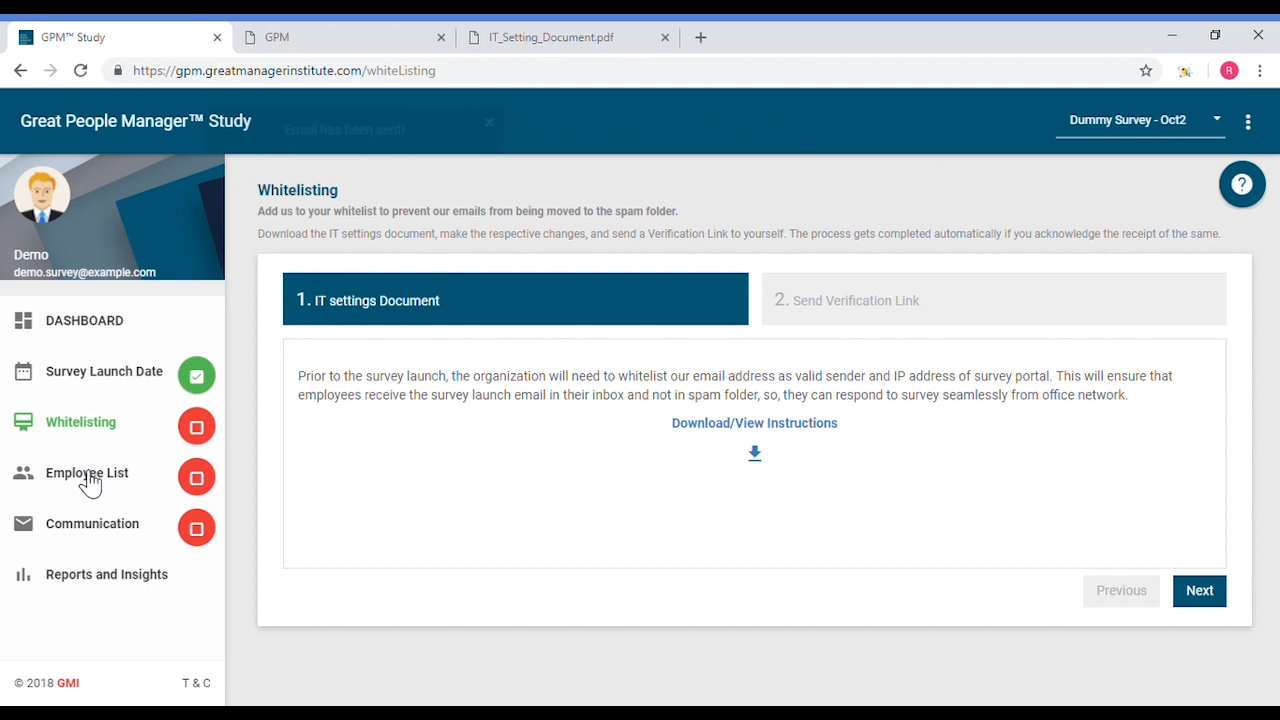 GPM™ Study
GPM
IT_Setting_Document.pdf
https://gpm.greatmanagerinstitute.com/whiteListing
R
Great People Manager™ Study
Email has been sent!
Dummy Survey - Oct2
Demo
demo.survey@example.com
Whitelisting
Add us to your whitelist to prevent our emails from being moved to the spam folder.
Download the IT settings document, make the respective changes, and send a Verification Link to yourself. The process gets completed automatically if you acknowledge the receipt of the same.
1. IT settings Document
2. Send Verification Link
DASHBOARD
Survey Launch Date
Whitelisting
Employee List
Communication
Reports and Insights
Prior to the survey launch, the organization will need to whitelist our email address as valid sender and IP address of survey portal. This will ensure that
employees receive the survey launch email in their inbox and not in spam folder, so, they can respond to survey seamlessly from office network.
Download/View Instructions
Previous
Next
© 2018 GMI
T & C